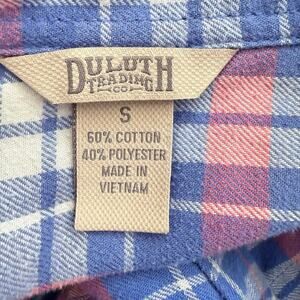 DULUTH
TRADING
CO
S
60% COTTON
40% POLYESTER
MADE IN
VIETNAM